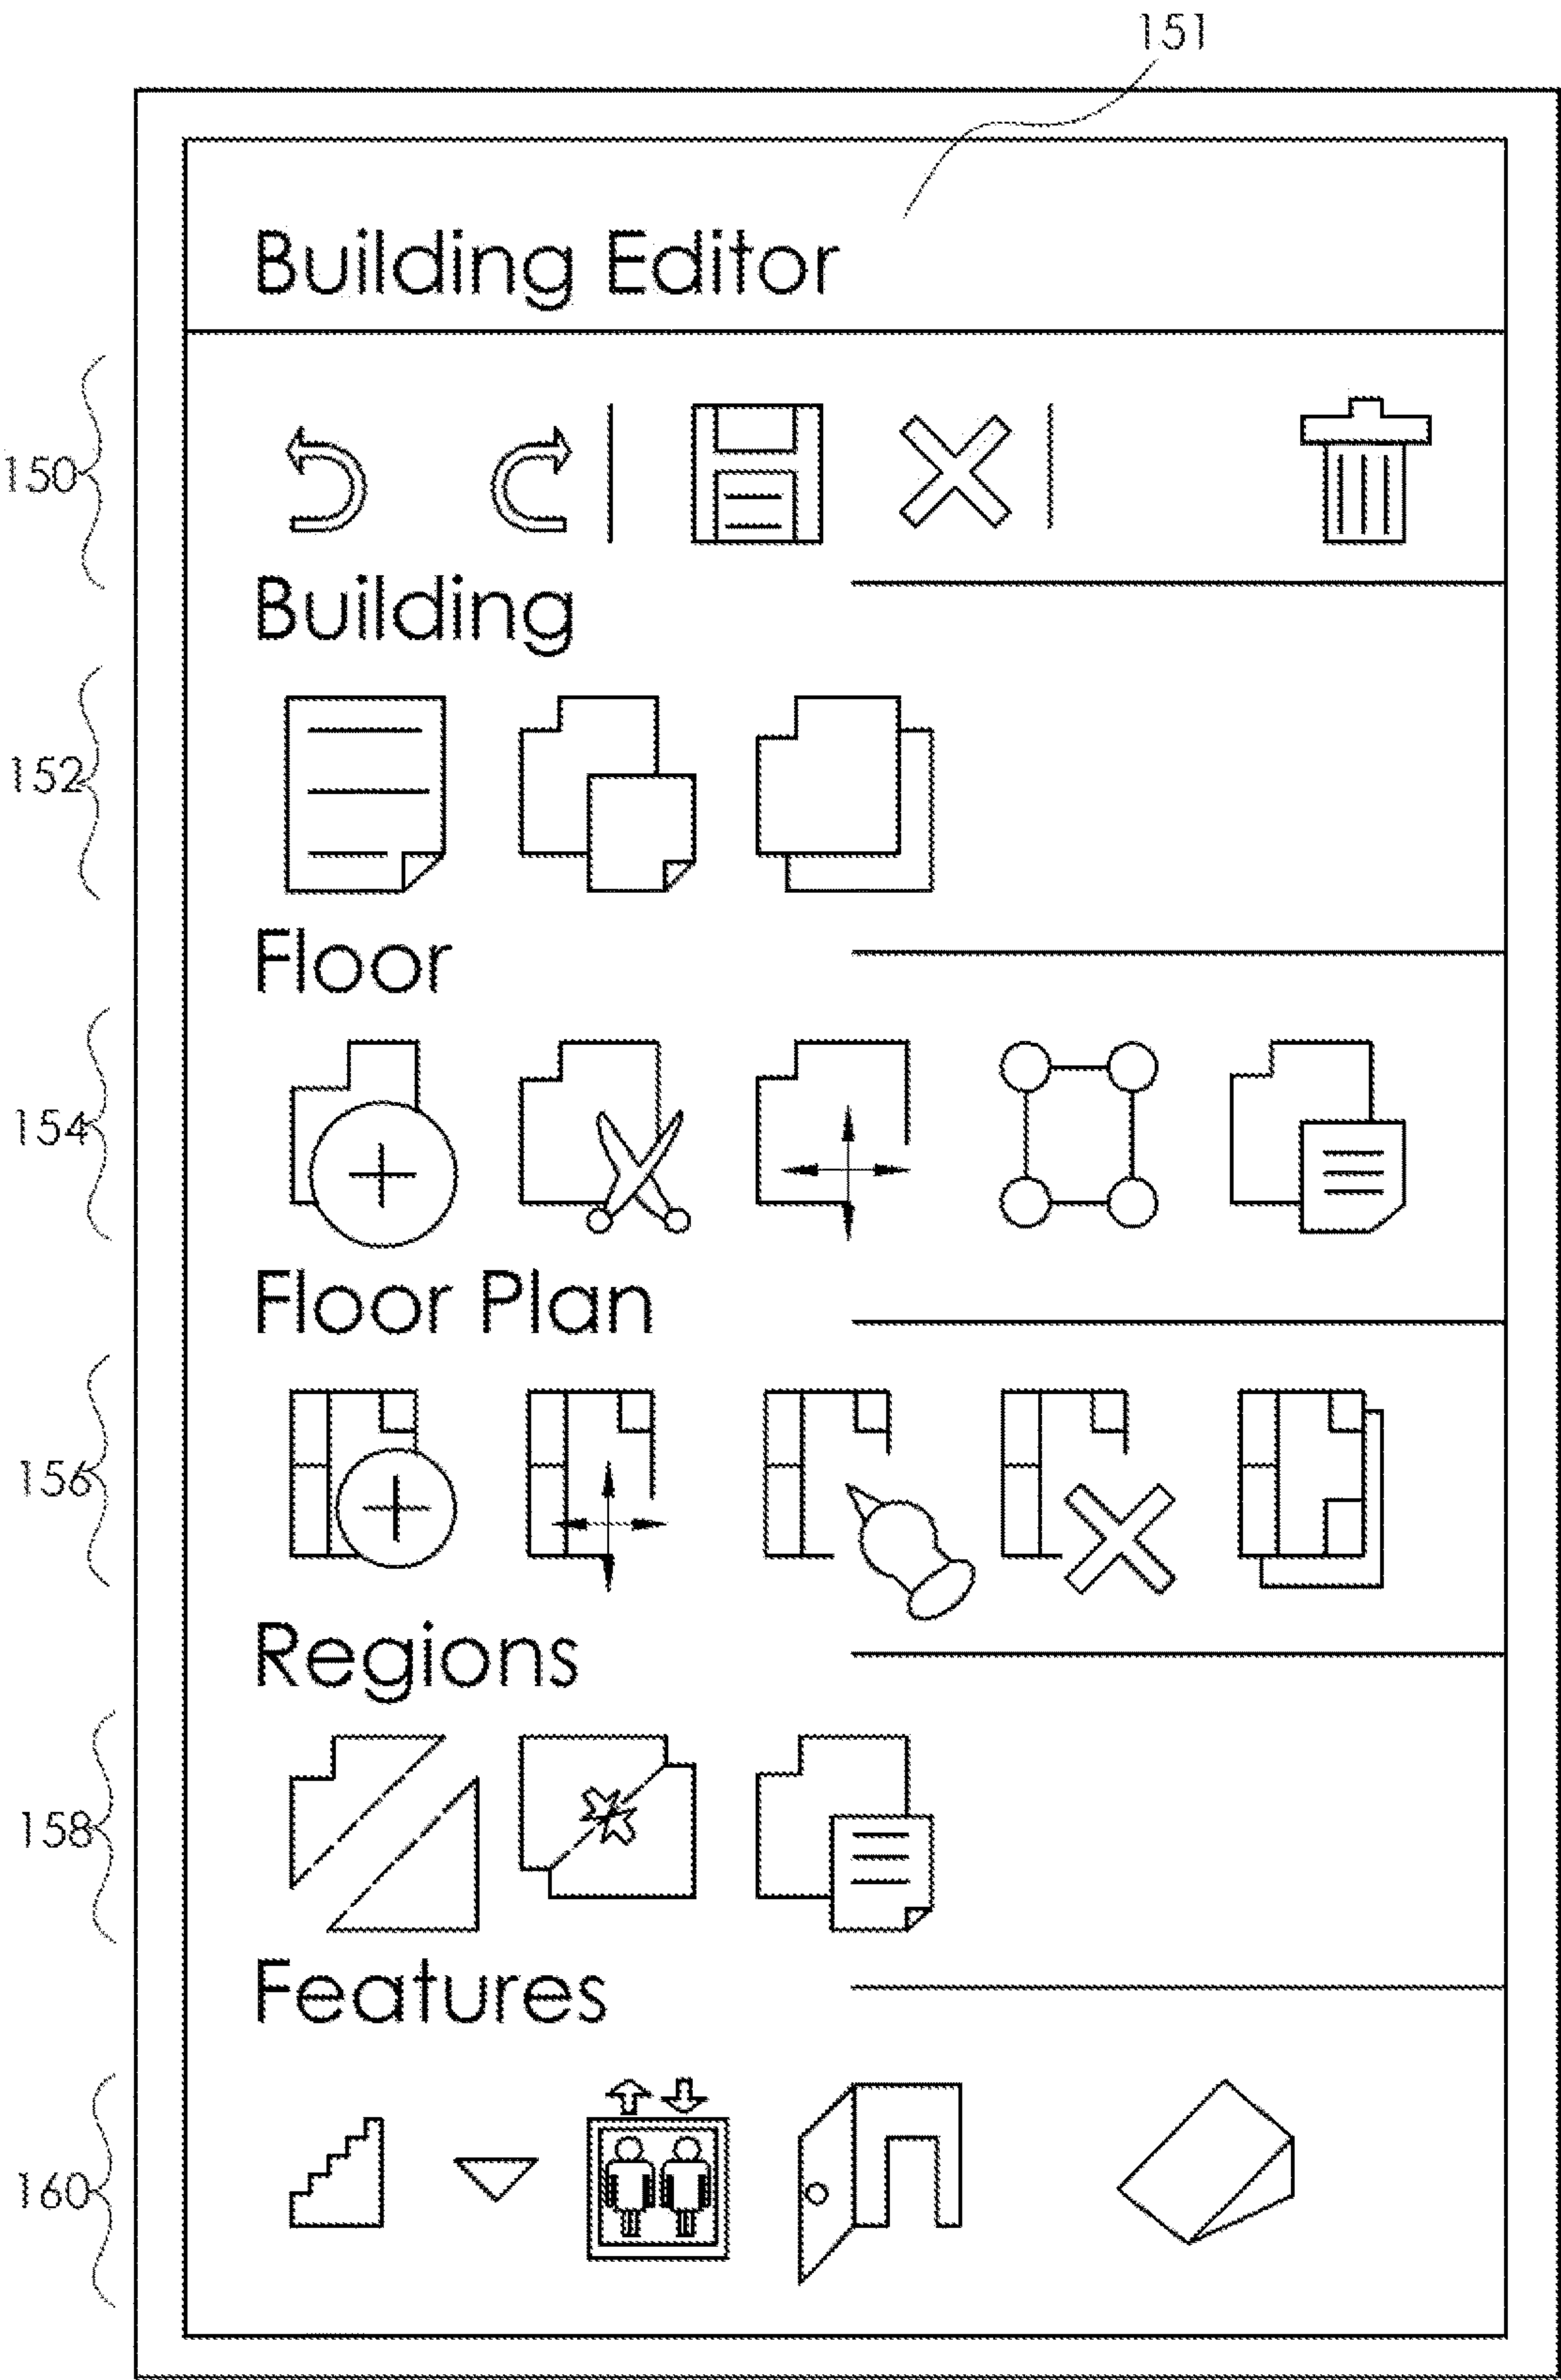 151
Building Editor
150
Building
152
Floor
154
Floor Plan
156
Regions
158
Features
160